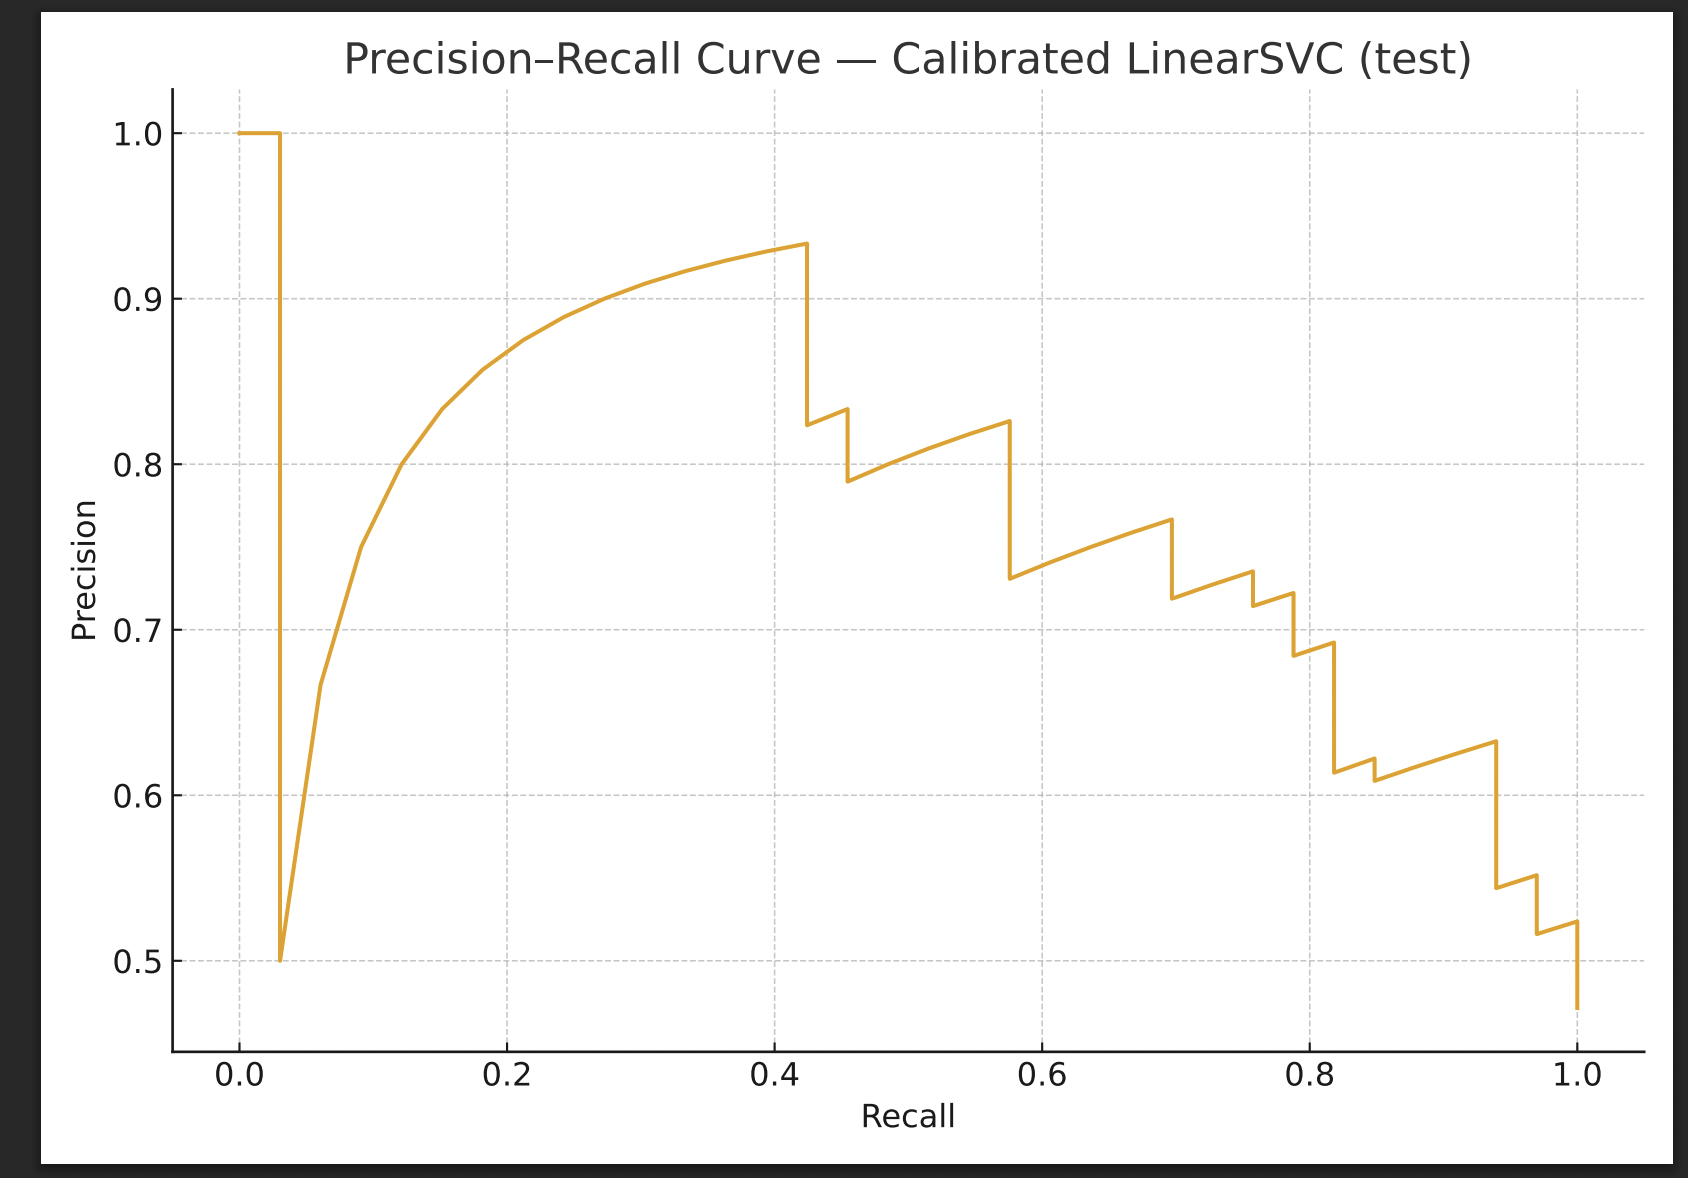 Precision–Recall Curve — Calibrated LinearSVC (test)
1.0
0.9
0.8
0.7
0.6
0.5
Precision
0.0 0.2 0.4 0.6 0.8 1.0
Recall